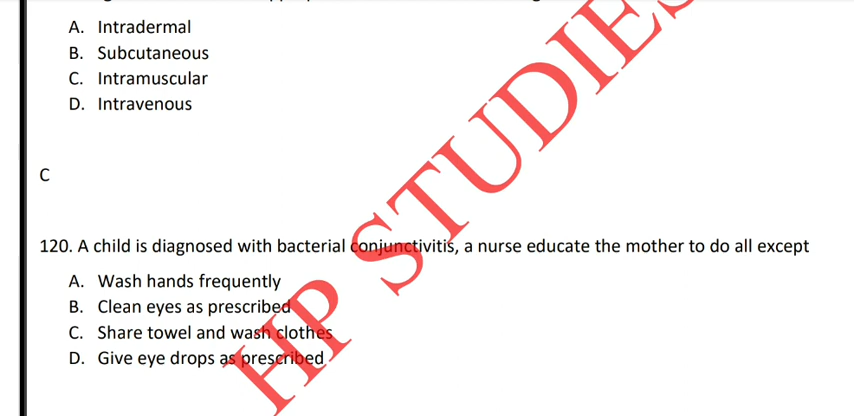 A. Intradermal
B. Subcutaneous
C. Intramuscular
D. Intravenous
C
120. A child is diagnosed with bacterial conjunctivitis, a nurse educate the mother to do all except
A. Wash hands frequently
B. Clean eyes as prescribed
C. Share towel and wash clothes
D. Give eye drops as prescribed
HP STUDIES